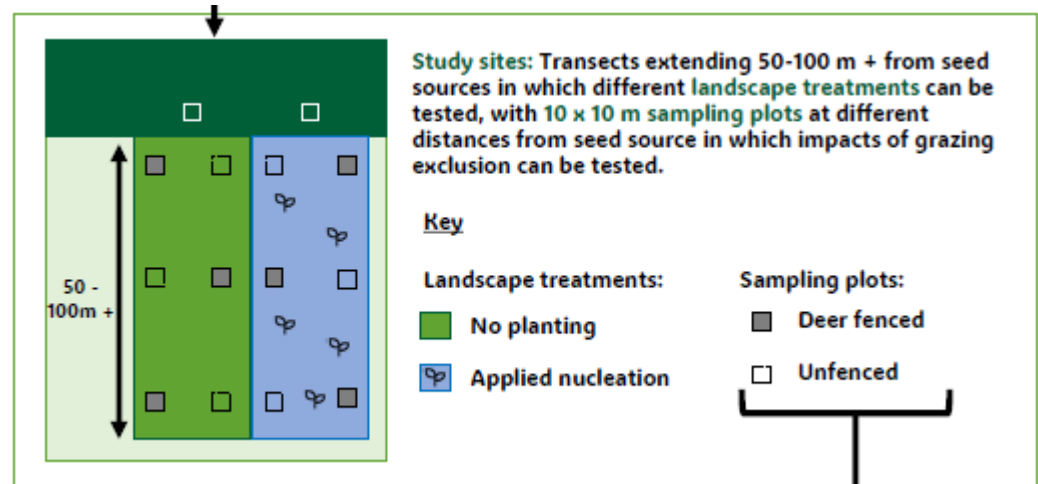 Study sites: Transects extending 50-100 m + from seed
sources in which different landscape treatments can be
tested, with 10 x 10 m sampling plots at different
distances from seed source in which impacts of grazing
exclusion can be tested.
Key
Landscape treatments:
No planting
Applied nucleation
Sampling plots:
Deer fenced
Unfenced
50 -
100m +